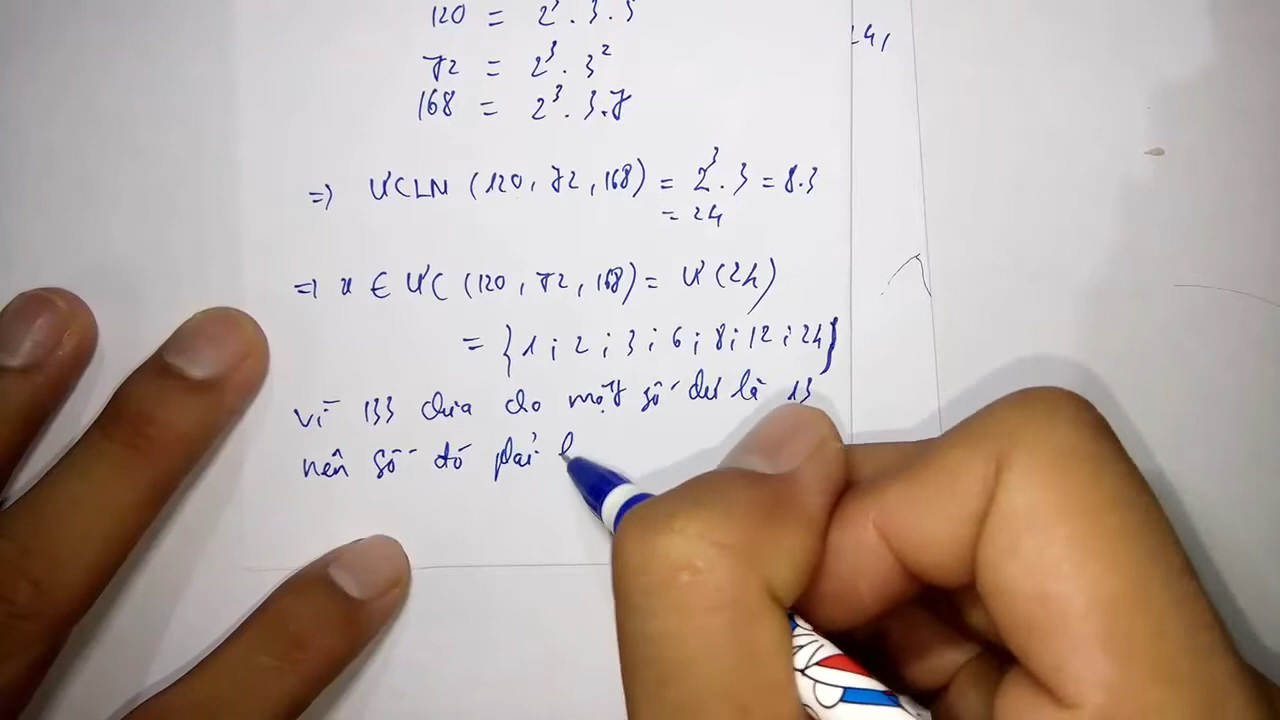 120 = 2³ . 3 . 5
72 = 2³ . 3²
168 = 2³ . 3 . 7
24,
=> ƯCLN (120, 72, 168) = 2³ . 3 = 8.3
= 24
=> x ∈ ƯC (120, 72, 168) = Ư (24)
= {1 ; 2 ; 3 ; 6 ; 8 ; 12 ; 24}
Vì 133 chia cho một số dư là 13
nên số đó phải